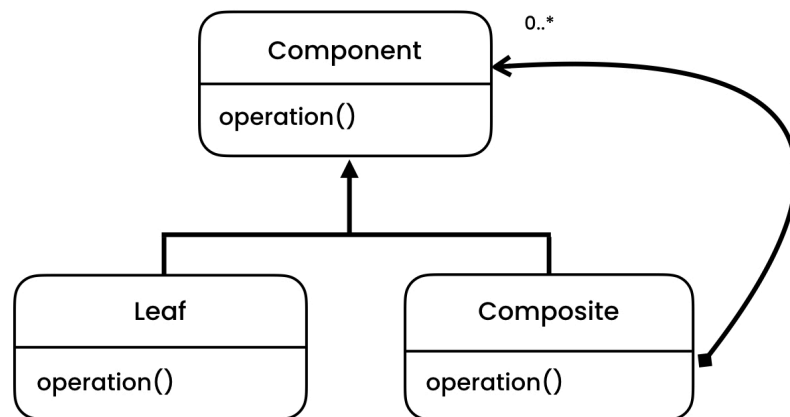 0..*
Component
operation()
Leaf
Composite
operation()
operation()